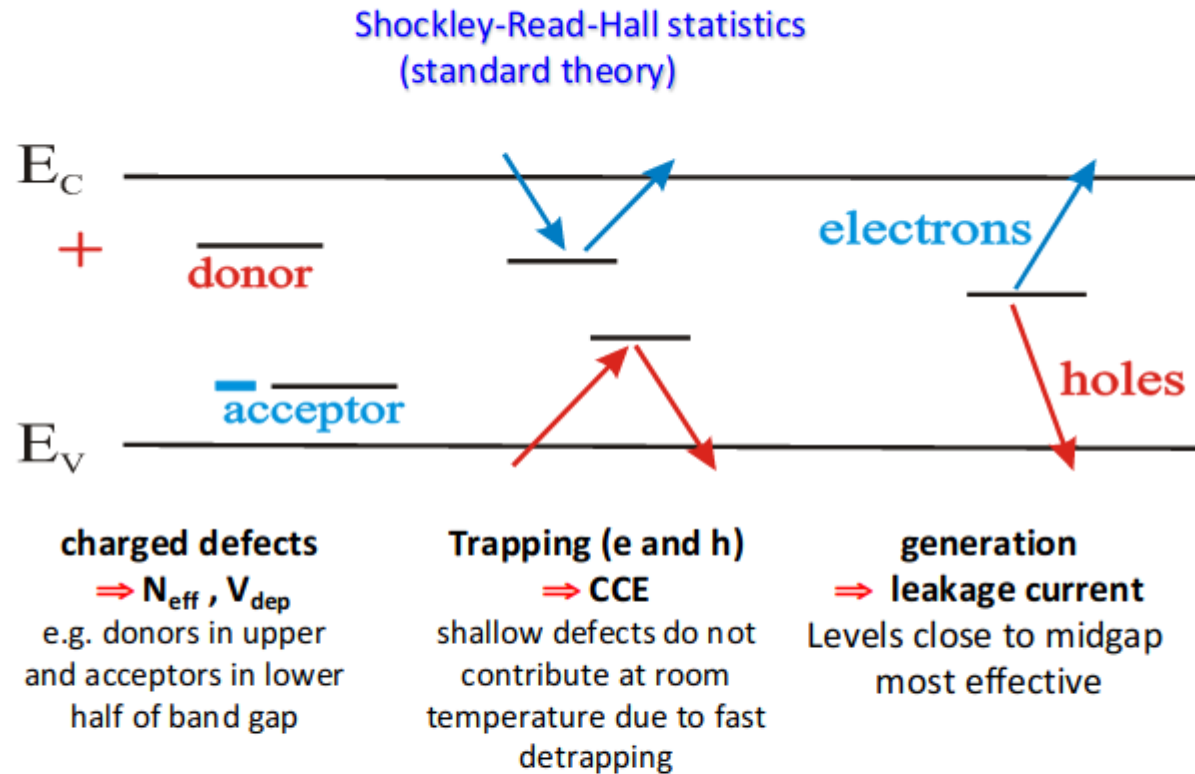 Shockley-Read-Hall statistics
(standard theory)
E_C
+
donor
electrons
acceptor
holes
E_V
charged defects
⇒ N_eff , V_dep
e.g. donors in upper
and acceptors in lower
half of band gap
Trapping (e and h)
⇒ CCE
shallow defects do not
contribute at room
temperature due to fast
detrapping
generation
⇒ leakage current
Levels close to midgap
most effective